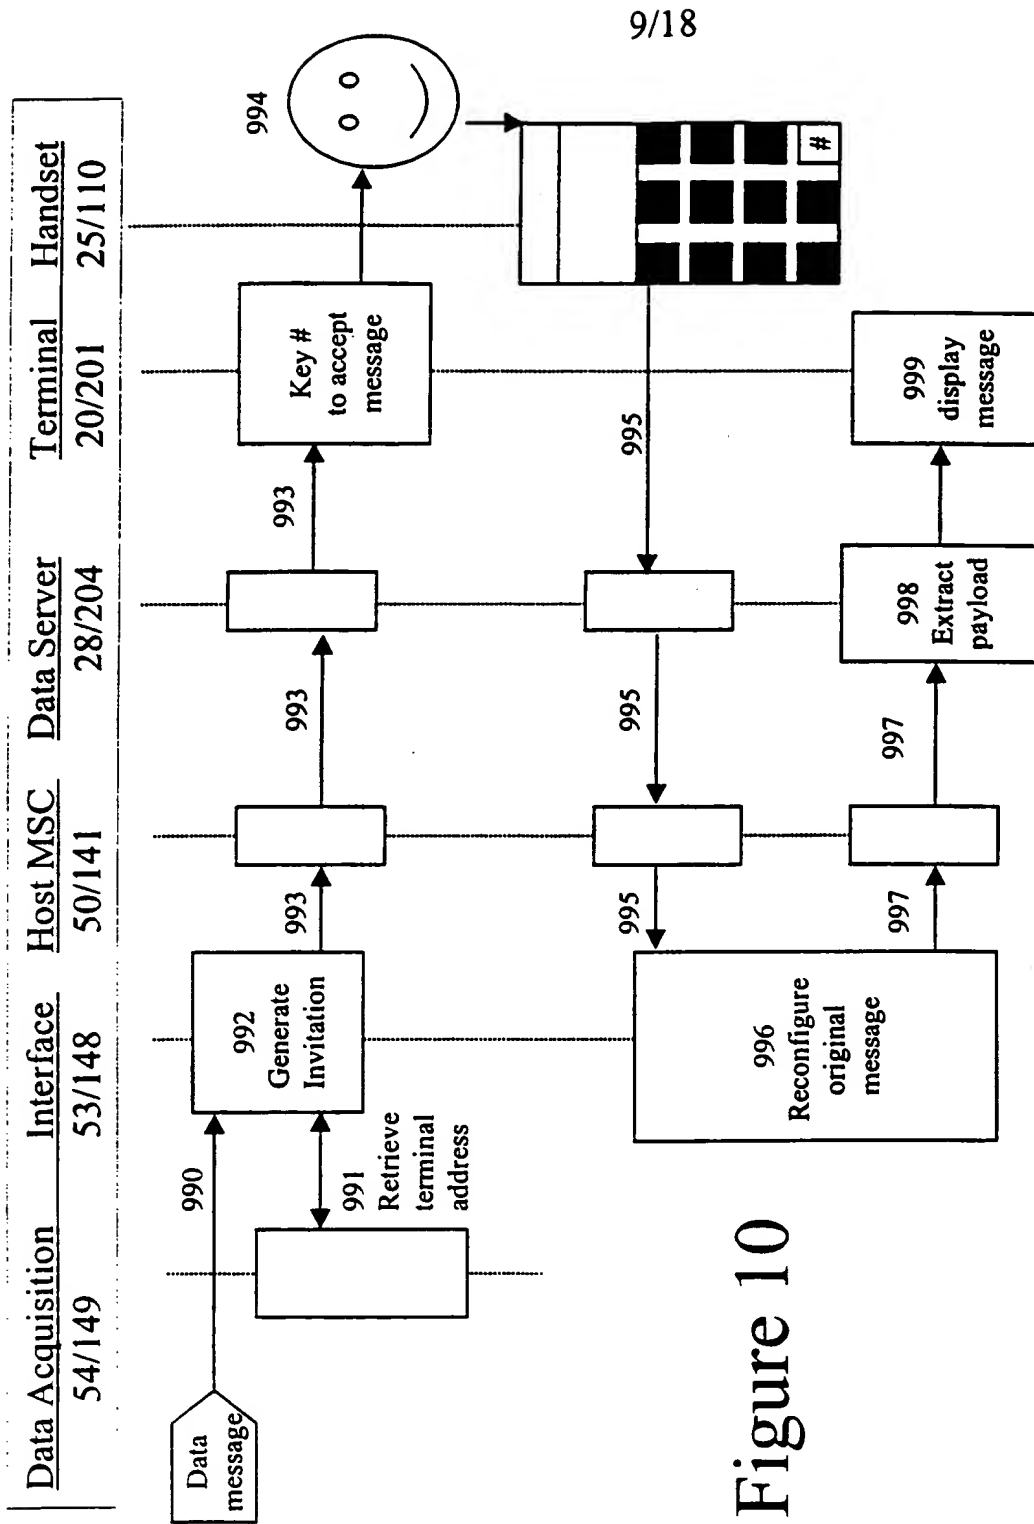 9/18
Data Acquisition Interface Host MSC Data Server Terminal Handset
54/149 53/148 50/141 28/204 20/201 25/110
Data
message
990
991
Retrieve
terminal
address
992
Generate
Invitation
993
993
993
Key #
to accept
message
994
#
995
995
995
996
Reconfigure
original
message
997
997
998
Extract
payload
999
display
message
Figure 10